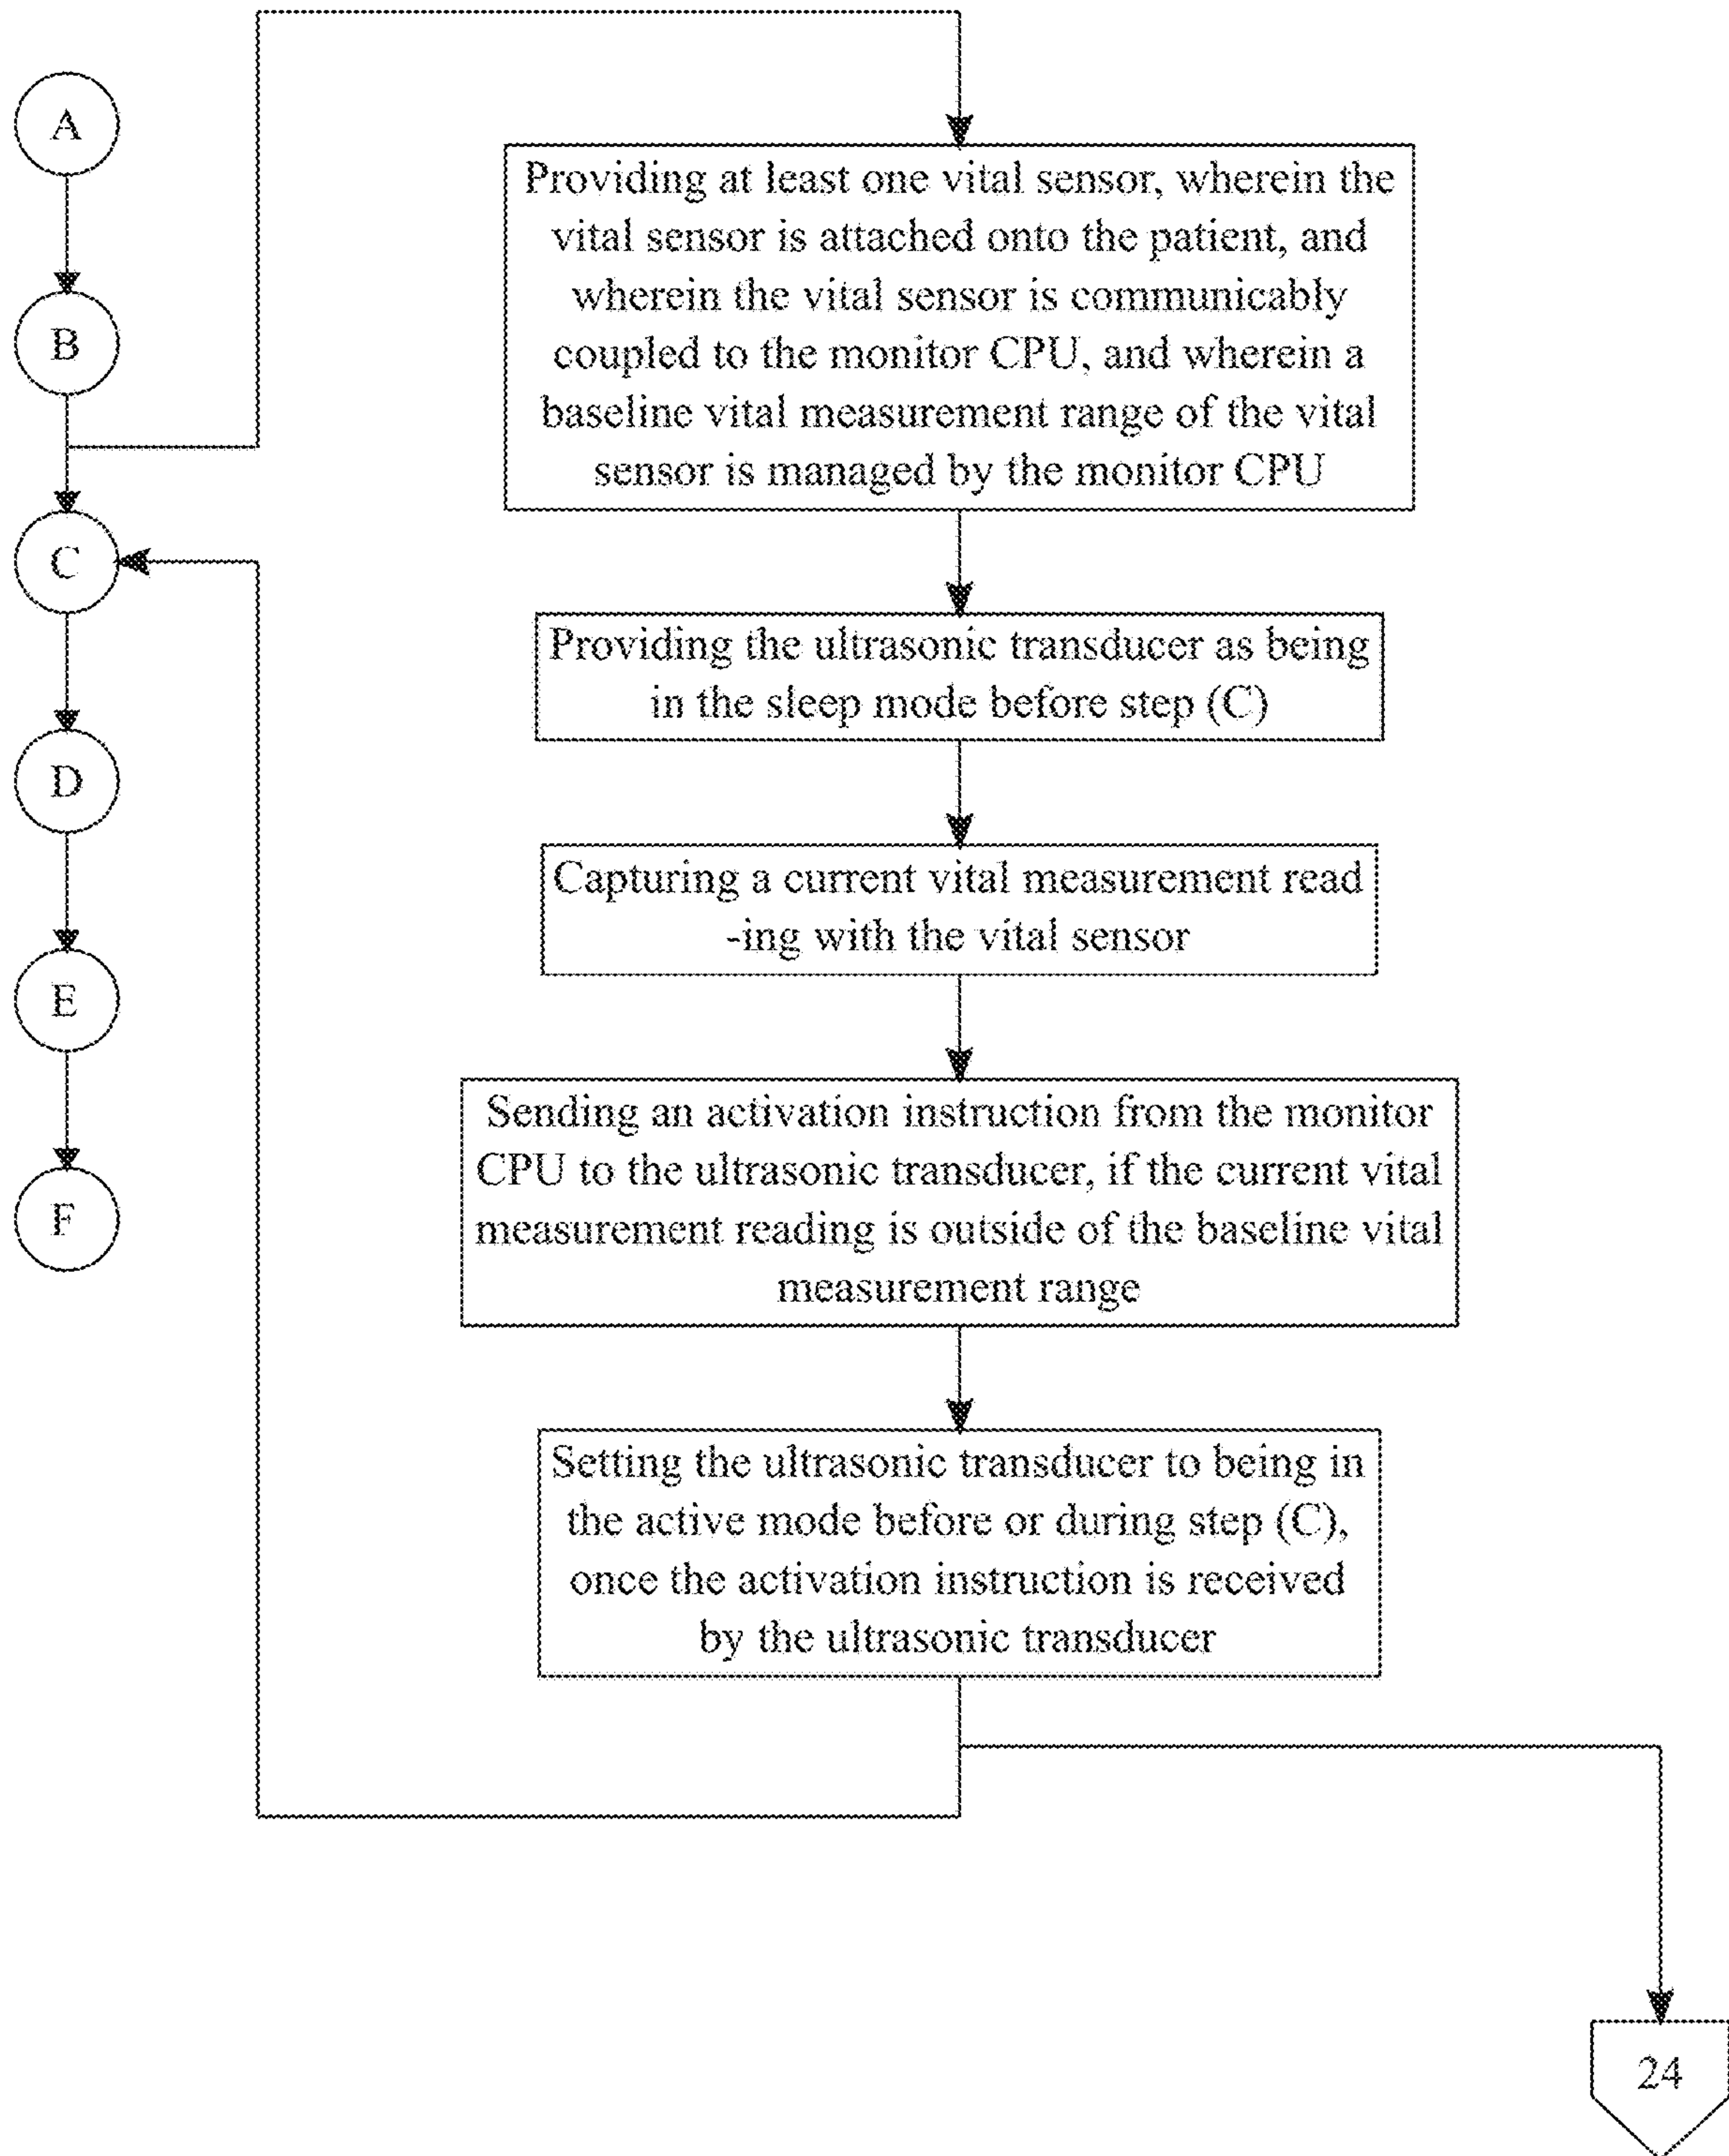 A
B
C
D
E
F
Providing at least one vital sensor, wherein the
vital sensor is attached onto the patient, and
wherein the vital sensor is communicably
coupled to the monitor CPU, and wherein a
baseline vital measurement range of the vital
sensor is managed by the monitor CPU
Providing the ultrasonic transducer as being
in the sleep mode before step (C)
Capturing a current vital measurement read
-ing with the vital sensor
Sending an activation instruction from the monitor
CPU to the ultrasonic transducer, if the current vital
measurement reading is outside of the baseline vital
measurement range
Setting the ultrasonic transducer to being in
the active mode before or during step (C),
once the activation instruction is received
by the ultrasonic transducer
24